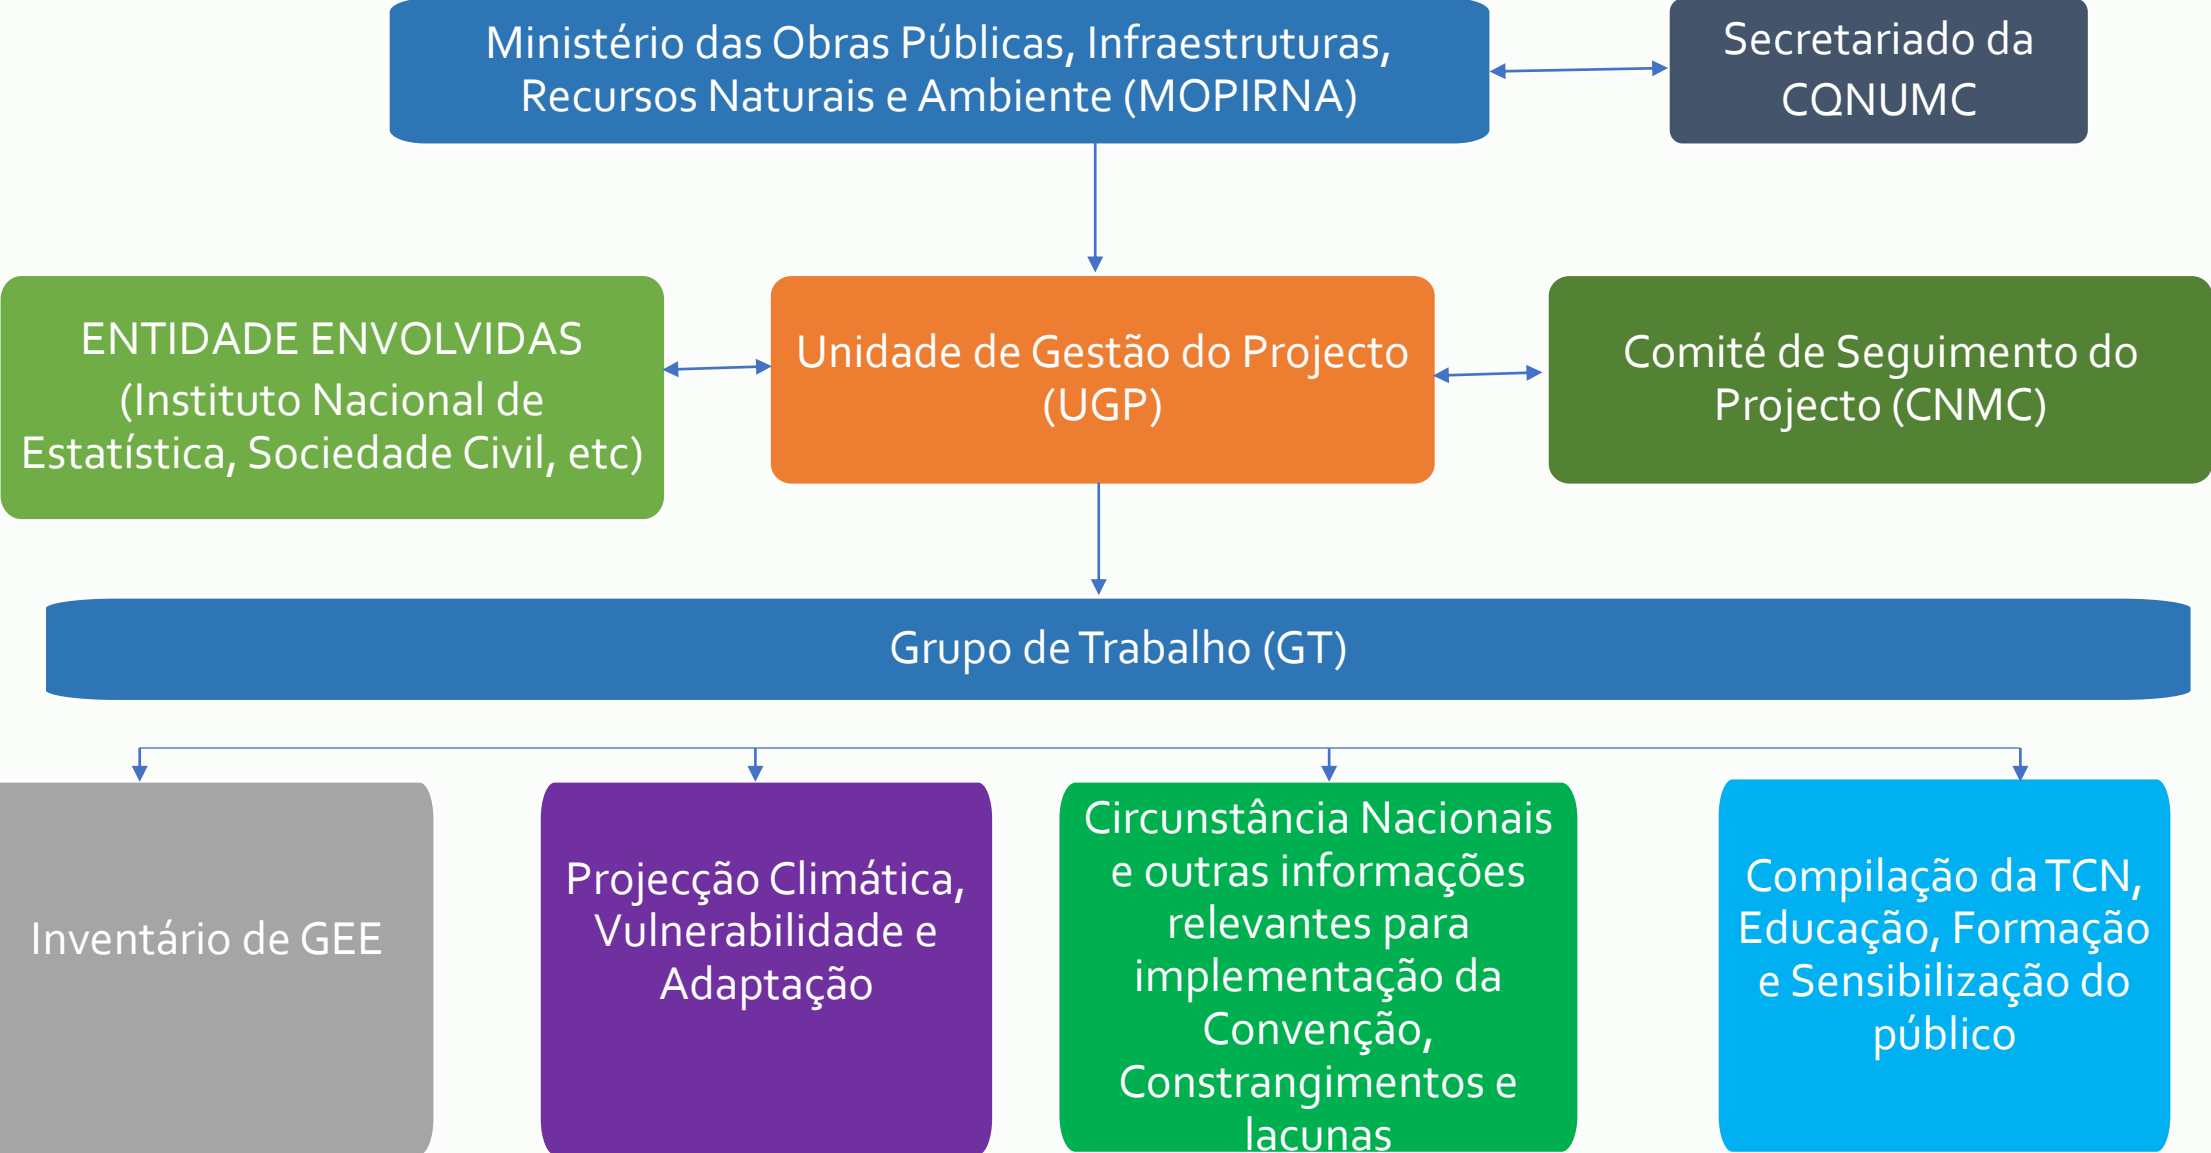 Ministério das Obras Públicas, Infraestruturas,
Recursos Naturais e Ambiente (MOPIRNA)
Secretariado da
CQNUMC
ENTIDADE ENVOLVIDAS
(Instituto Nacional de
Estatística, Sociedade Civil, etc)
Unidade de Gestão do Projecto
(UGP)
Comité de Seguimento do
Projecto (CNMC)
Grupo de Trabalho (GT)
Inventário de GEE
Projecção Climática,
Vulnerabilidade e
Adaptação
Circunstância Nacionais
e outras informações
relevantes para
implementação da
Convenção,
Constrangimentos e
lacunas
Compilação da TCN,
Educação, Formação
e Sensibilização do
público